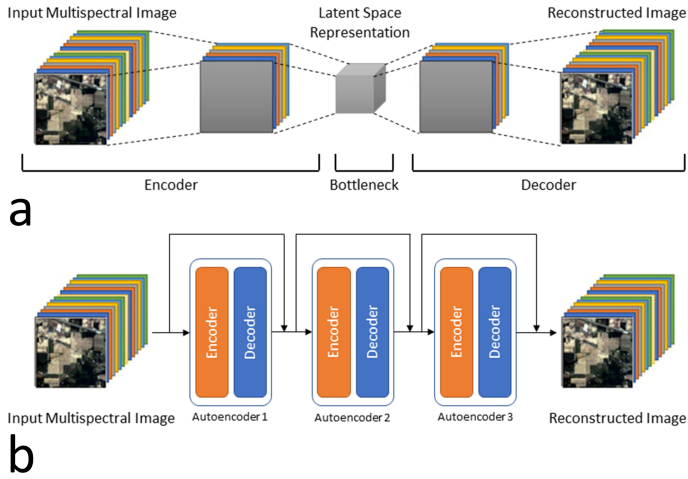 Input Multispectral Image
Latent Space
Representation
Reconstructed Image
Encoder
Bottleneck
Decoder
a
Encoder
Decoder
Encoder
Decoder
Encoder
Decoder
Input Multispectral Image
Autoencoder 1
Autoencoder 2
Autoencoder 3
Reconstructed Image
b